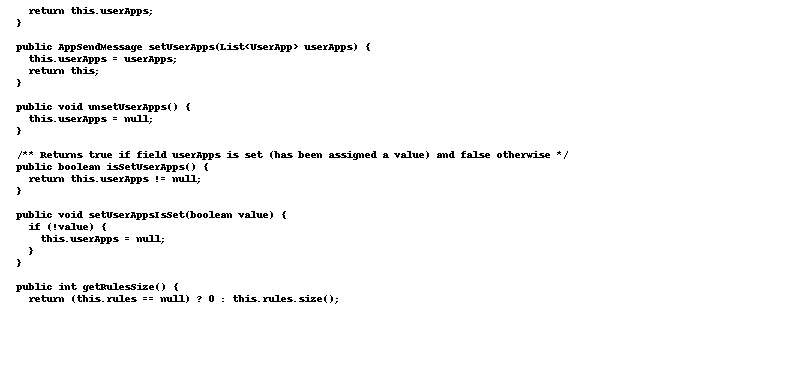 return this.userApps;
  }

  public AppSendMessage setUserApps(List<UserApp> userApps) {
    this.userApps = userApps;
    return this;
  }

  public void unsetUserApps() {
    this.userApps = null;
  }

  /** Returns true if field userApps is set (has been assigned a value) and false otherwise */
  public boolean isSetUserApps() {
    return this.userApps != null;
  }

  public void setUserAppsIsSet(boolean value) {
    if (!value) {
      this.userApps = null;
    }
  }

  public int getRulesSize() {
    return (this.rules == null) ? 0 : this.rules.size();